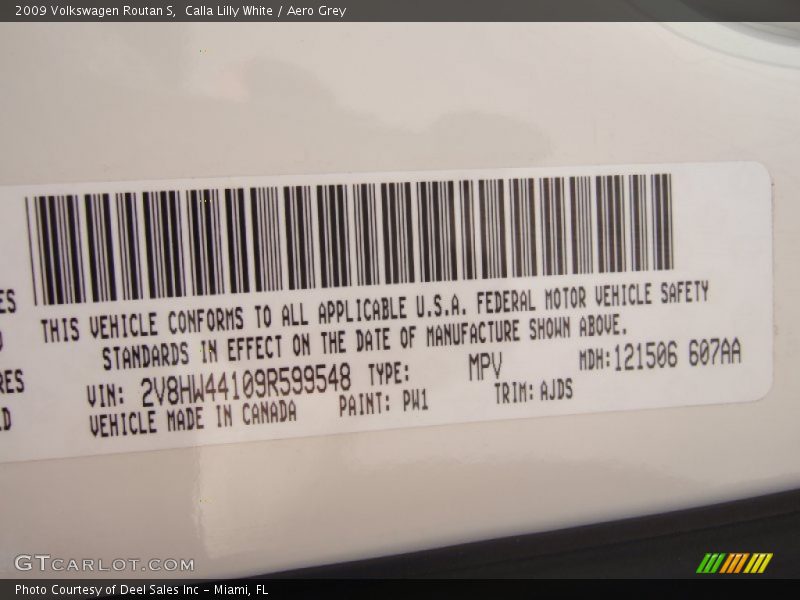 2009 Volkswagen Routan S, Calla Lilly White / Aero Grey
ES
THIS VEHICLE CONFORMS TO ALL APPLICABLE U.S.A. FEDERAL MOTOR VEHICLE SAFETY
STANDARDS IN EFFECT ON THE DATE OF MANUFACTURE SHOWN ABOVE.
RES
VIN: 2V8HW44109R599548 TYPE: MPV MDH: 121506 607AA
VEHICLE MADE IN CANADA PAINT: PW1 TRIM: AJDS
GTcarlot.com
Photo Courtesy of Deel Sales Inc - Miami, FL